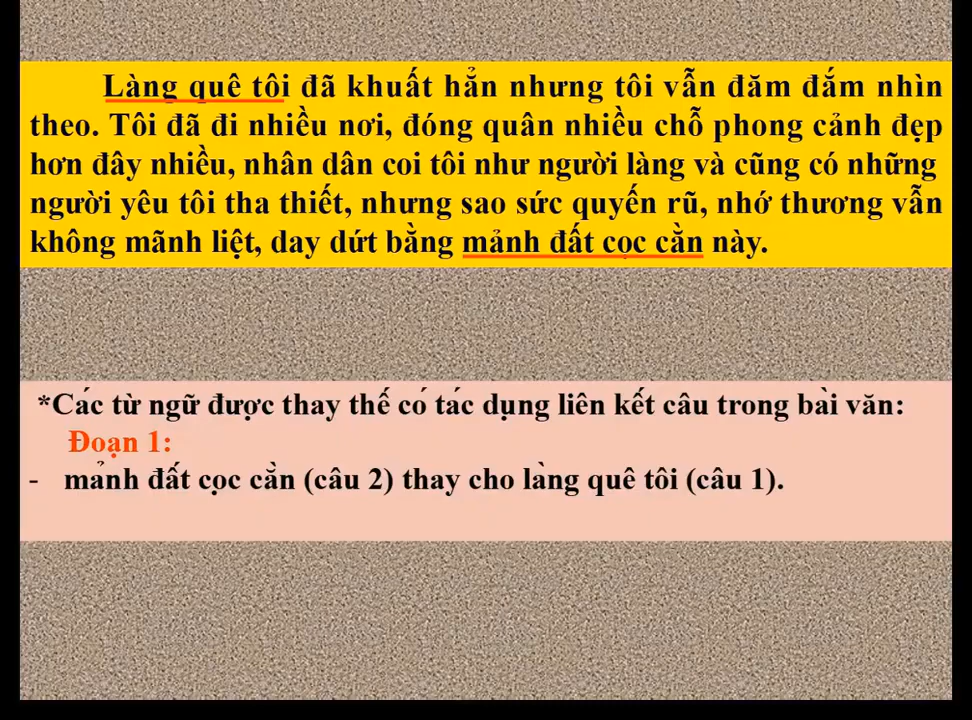 Làng quê tôi đã khuất hẳn nhưng tôi vẫn đăm đắm nhìn
theo. Tôi đã đi nhiều nơi, đóng quân nhiều chỗ phong cảnh đẹp
hơn đây nhiều, nhân dân coi tôi như người làng và cũng có những
người yêu tôi tha thiết, nhưng sao sức quyến rũ, nhớ thương vẫn
không mãnh liệt, day dứt bằng mảnh đất cọc cằn này.
*Các từ ngữ được thay thế có tác dụng liên kết câu trong bài văn:
Đoạn 1:
- mảnh đất cọc cằn (câu 2) thay cho làng quê tôi (câu 1).